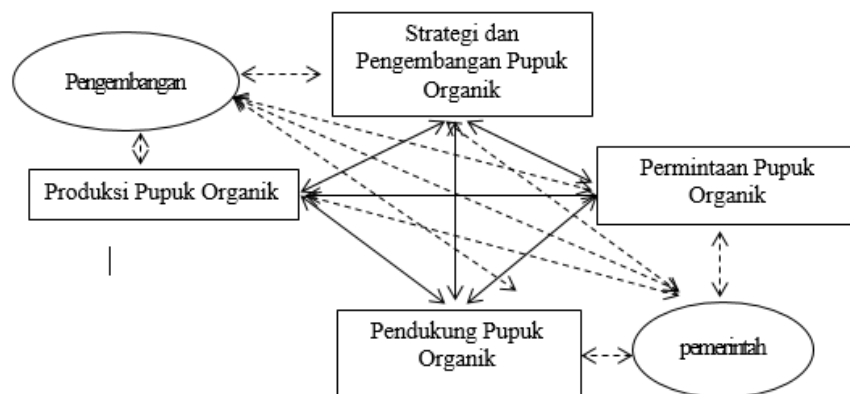 Strategi dan
Pengembangan Pupuk
Organik
Pengembangan
Produksi Pupuk Organik
Permintaan Pupuk
Organik
Pendukung Pupuk
Organik
pemerintah